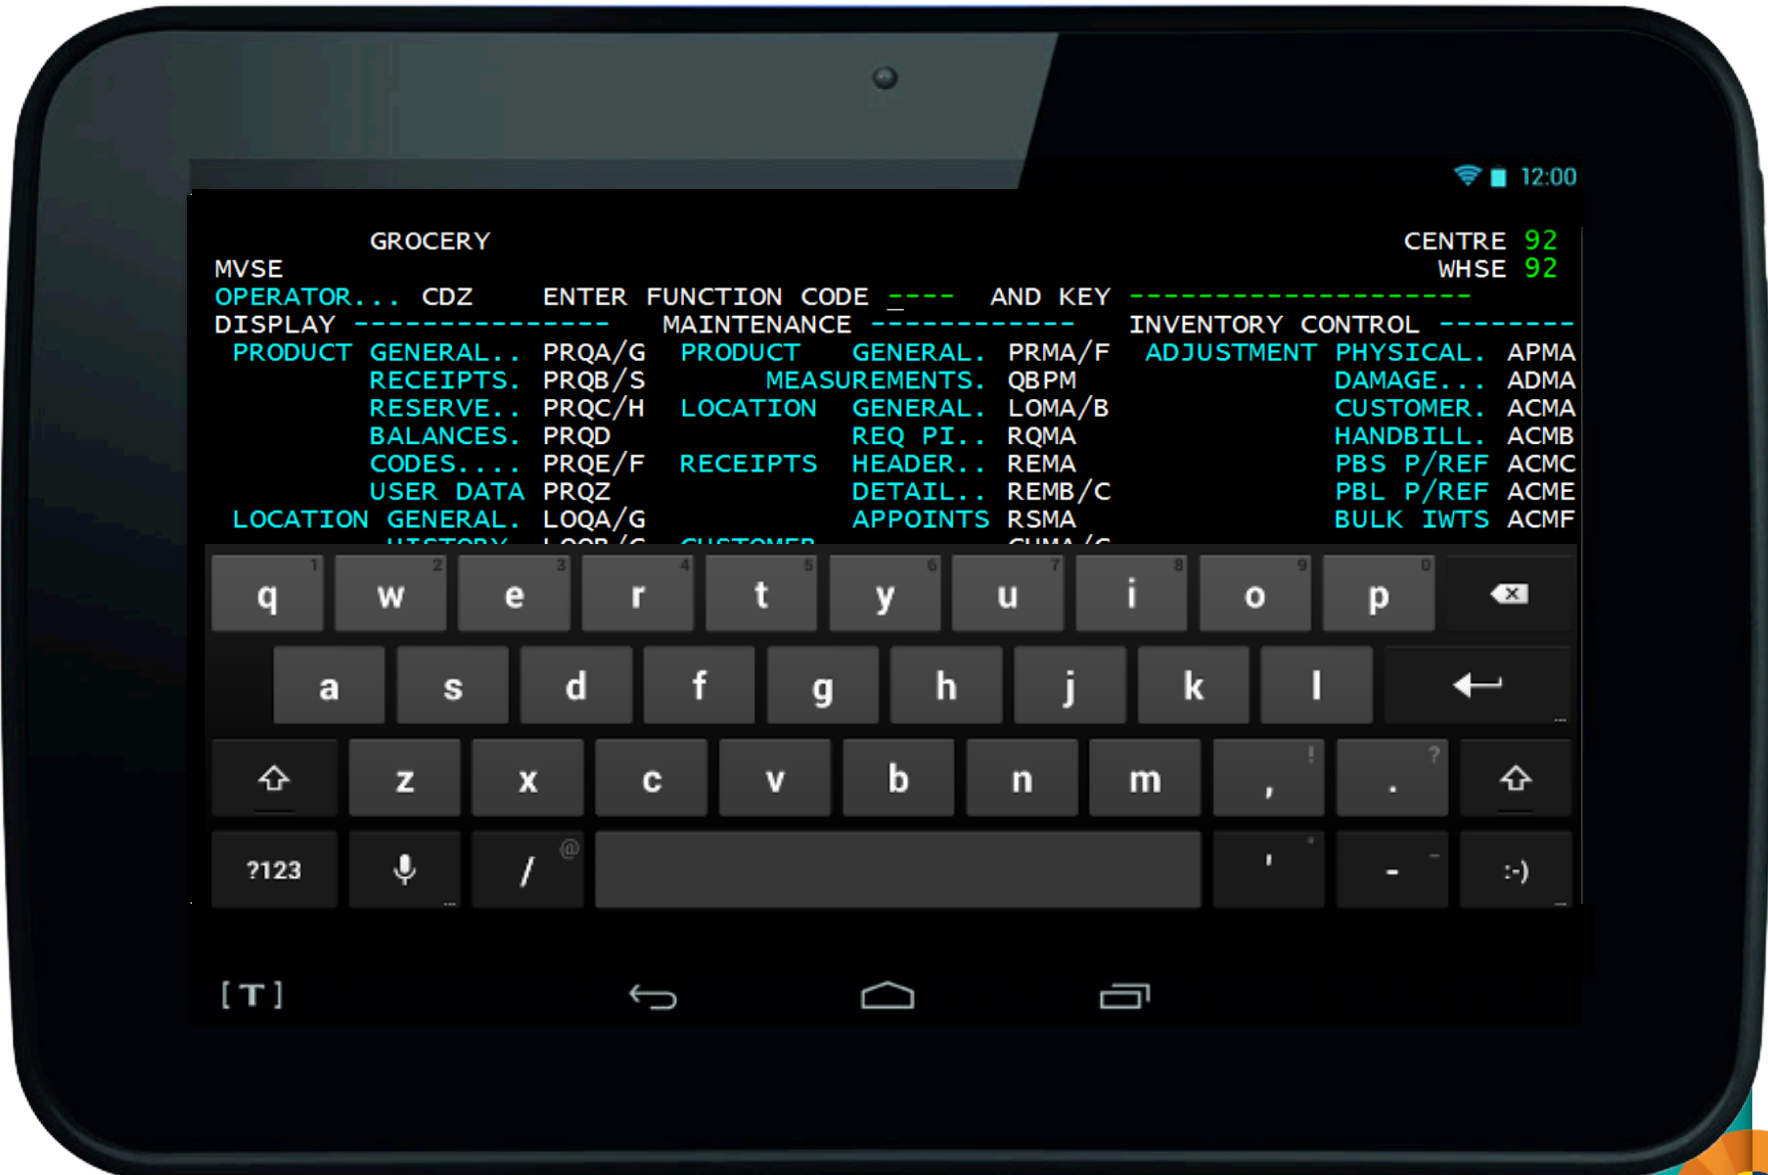 12:00
GROCERY CENTRE 92
MVSE WHSE 92
OPERATOR... CDZ ENTER FUNCTION CODE ---- AND KEY --------------------
DISPLAY --------------- MAINTENANCE ------------ INVENTORY CONTROL --------
PRODUCT GENERAL.. PRQA/G PRODUCT GENERAL. PRMA/F ADJUSTMENT PHYSICAL. APMA
RECEIPTS. PRQB/S MEASUREMENTS. QBPM DAMAGE... ADMA
RESERVE.. PRQC/H LOCATION GENERAL. LOMA/B CUSTOMER. ACMA
BALANCES. PRQD REQ PI.. RQMA HANDBILL. ACMB
CODES.... PRQE/F RECEIPTS HEADER.. REMA PBS P/REF ACMC
USER DATA PRQZ DETAIL.. REMB/C PBL P/REF ACME
LOCATION GENERAL. LOQA/G APPOINTS RSMA BULK IWTS ACMF
1 2 3 4 5 6 7 8 9 0
q w e r t y u i o p
a s d f g h j k l
! ?
z x c v b n m , .
@
?123 / ' - :-)
[T]